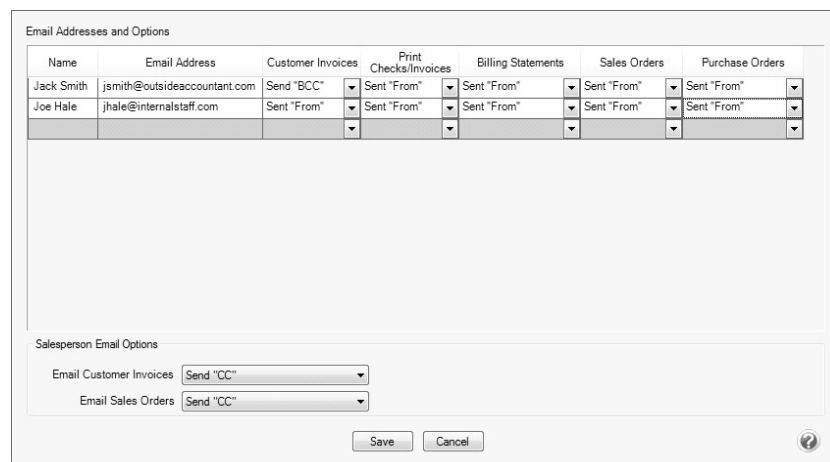 Email Addresses and Options
Name Email Address Customer Invoices Print Checks/Invoices Billing Statements Sales Orders Purchase Orders
Jack Smith jsmith@outsideaccountant.com Send "BCC" Sent "From" Sent "From" Sent "From" Sent "From"
Joe Hale jhale@internalstaff.com Sent "From" Sent "From" Sent "From" Sent "From" Sent "From"
Salesperson Email Options
Email Customer Invoices Send "CC"
Email Sales Orders Send "CC"
Save Cancel ?